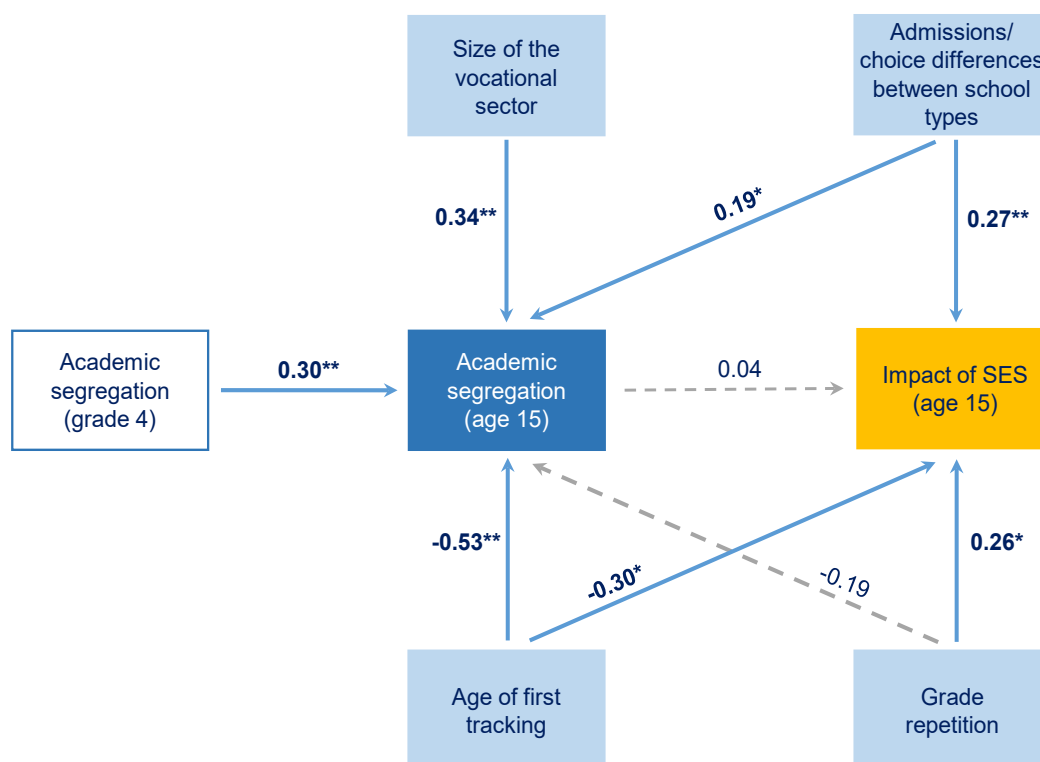 Size of the
vocational
sector
Admissions/
choice differences
between school
types
0.34**
0.19*
0.27**
Academic
segregation
(grade 4)
0.30**
Academic
segregation
(age 15)
0.04
Impact of SES
(age 15)
-0.53**
-0.30*
-0.19
0.26*
Age of first
tracking
Grade
repetition